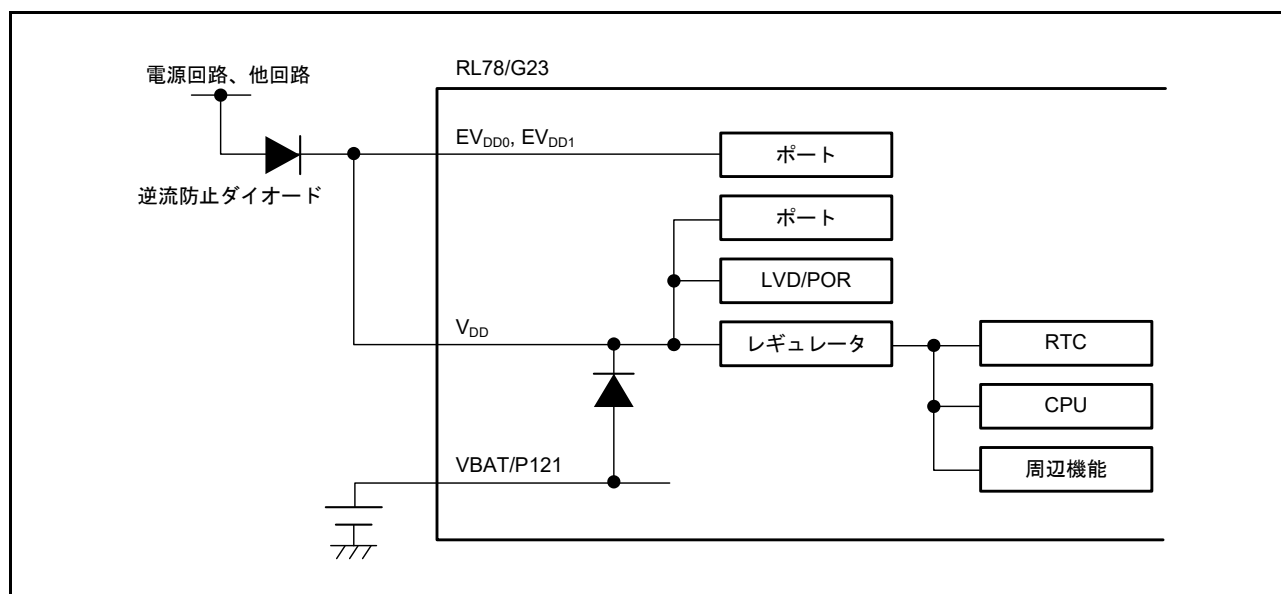 RL78/G23
電源回路、他回路
EVDD0, EVDD1
ポート
逆流防止ダイオード
ポート
LVD/POR
VDD
レギュレータ
RTC
CPU
VBAT/P121
周辺機能